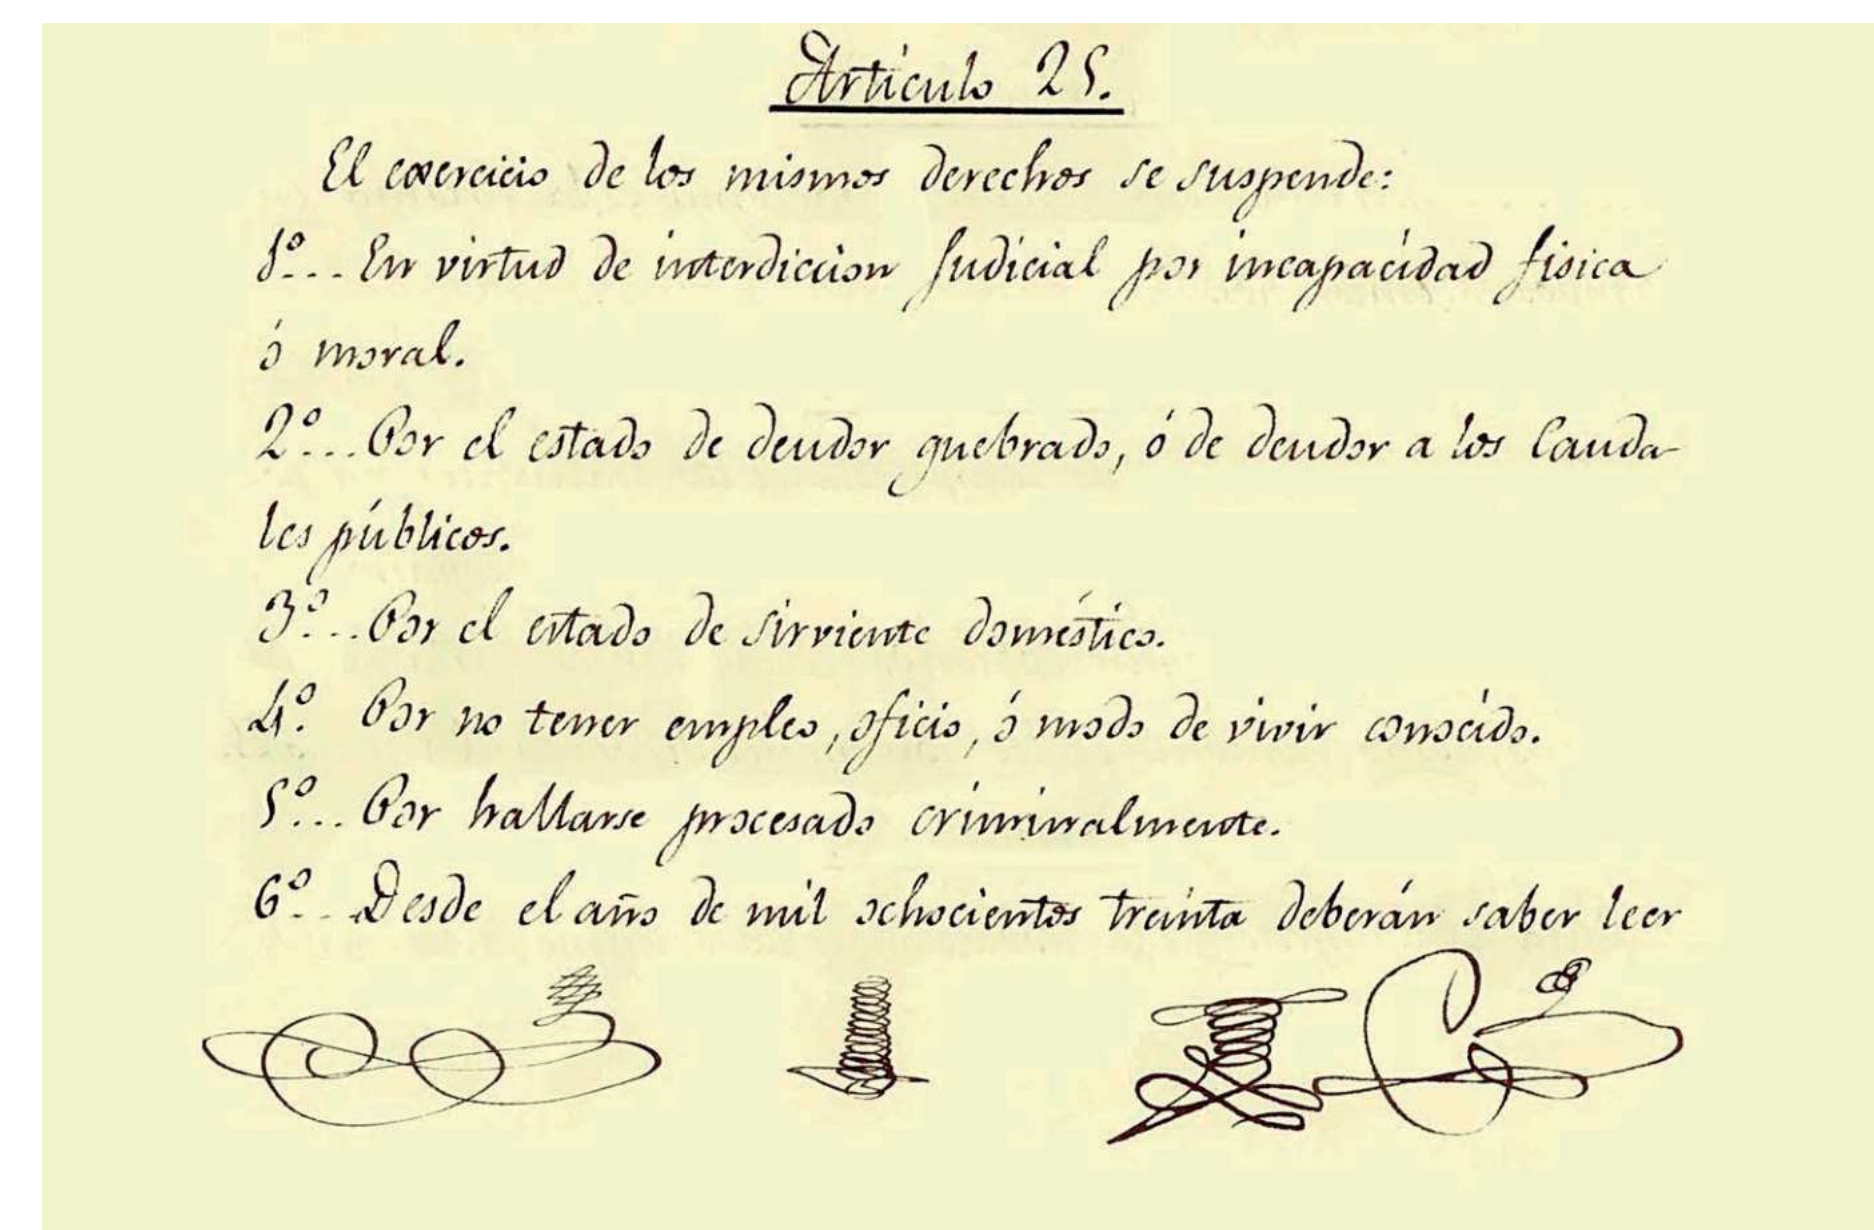 Artículo 25.
El exercicio de los mismos derechos se suspende:
1º... En virtud de interdiccion Judicial por incapacidad fisica
ó moral.
2º... Por el estado de deudor quebrado, ó de deudor a los Cauda-
les públicos.
3º... Por el estado de sirviente doméstico.
4º. Por no tener empleo, oficio, ó modo de vivir conocido.
5º... Por hallarse procesado criminalmente.
6º... Desde el año de mil ochocientos treinta deberán saber leer